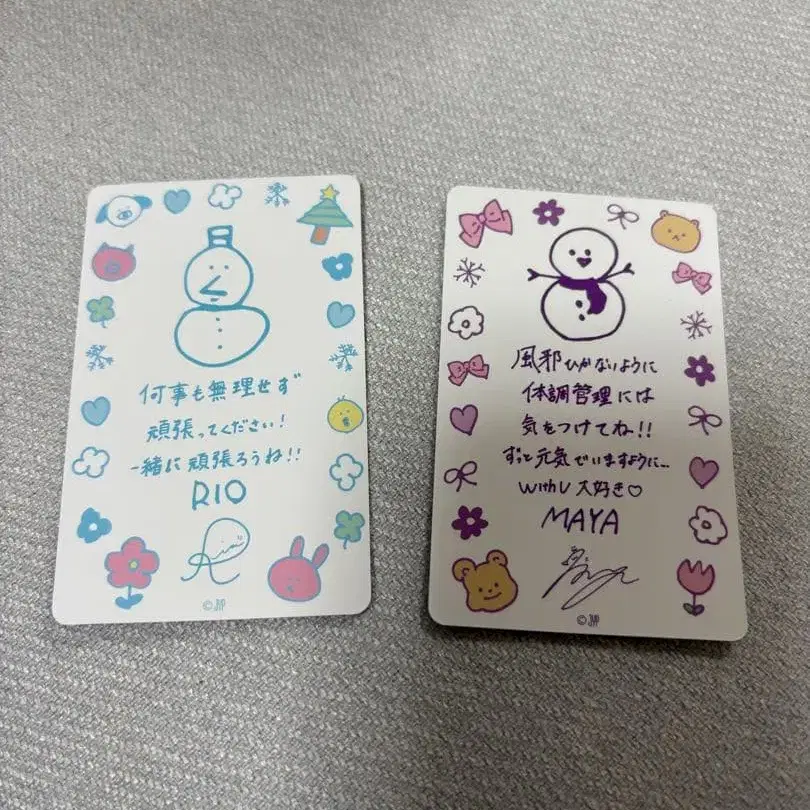 何事も無理せず
頑張ってください!
一緒に頑張ろうね!!
RIO
©JYP
風邪ひかないように
体調管理には
気をつけてね!!
ずっと元気でいますように...
WithU 大好き♡
MAYA
©JYP